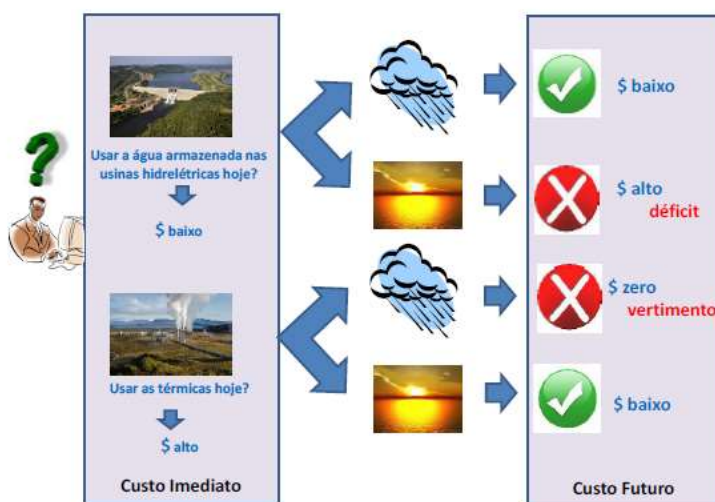 $ baixo
Usar a água armazenada nas
usinas hidrelétricas hoje?
$ baixo
$ alto
déficit
$ zero
vertimento
Usar as térmicas hoje?
$ baixo
$ alto
Custo Imediato
Custo Futuro